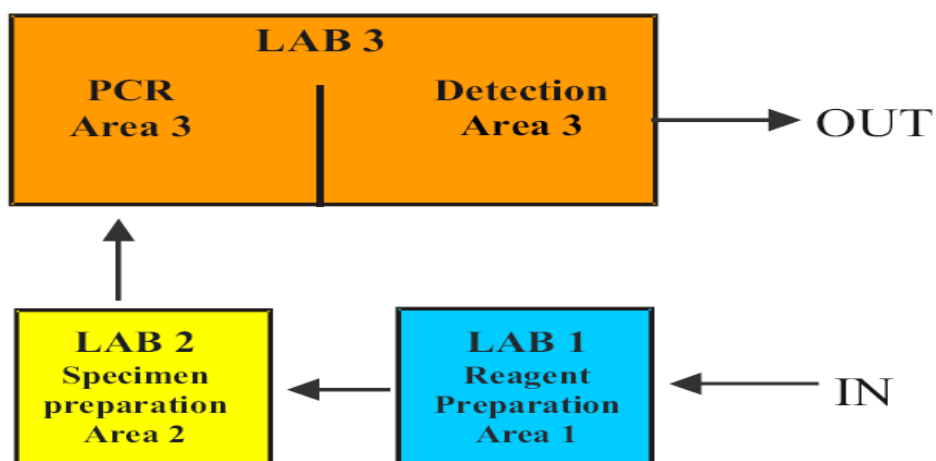 LAB 3
PCR
Area 3
Detection
Area 3
OUT
LAB 2
Specimen
preparation
Area 2
LAB 1
Reagent
Preparation
Area 1
IN